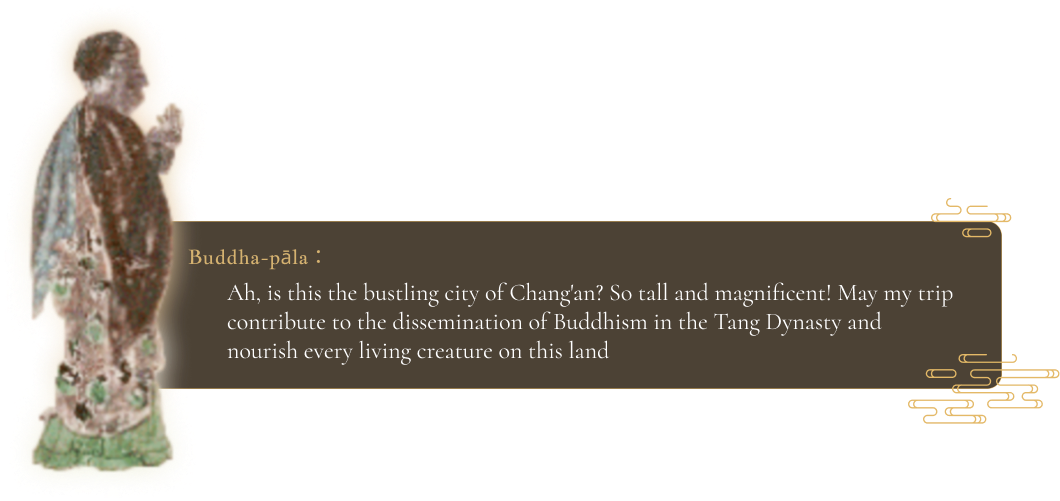 Buddha-pāla：
Ah, is this the bustling city of Chang'an? So tall and magnificent! May my trip
contribute to the dissemination of Buddhism in the Tang Dynasty and
nourish every living creature on this land